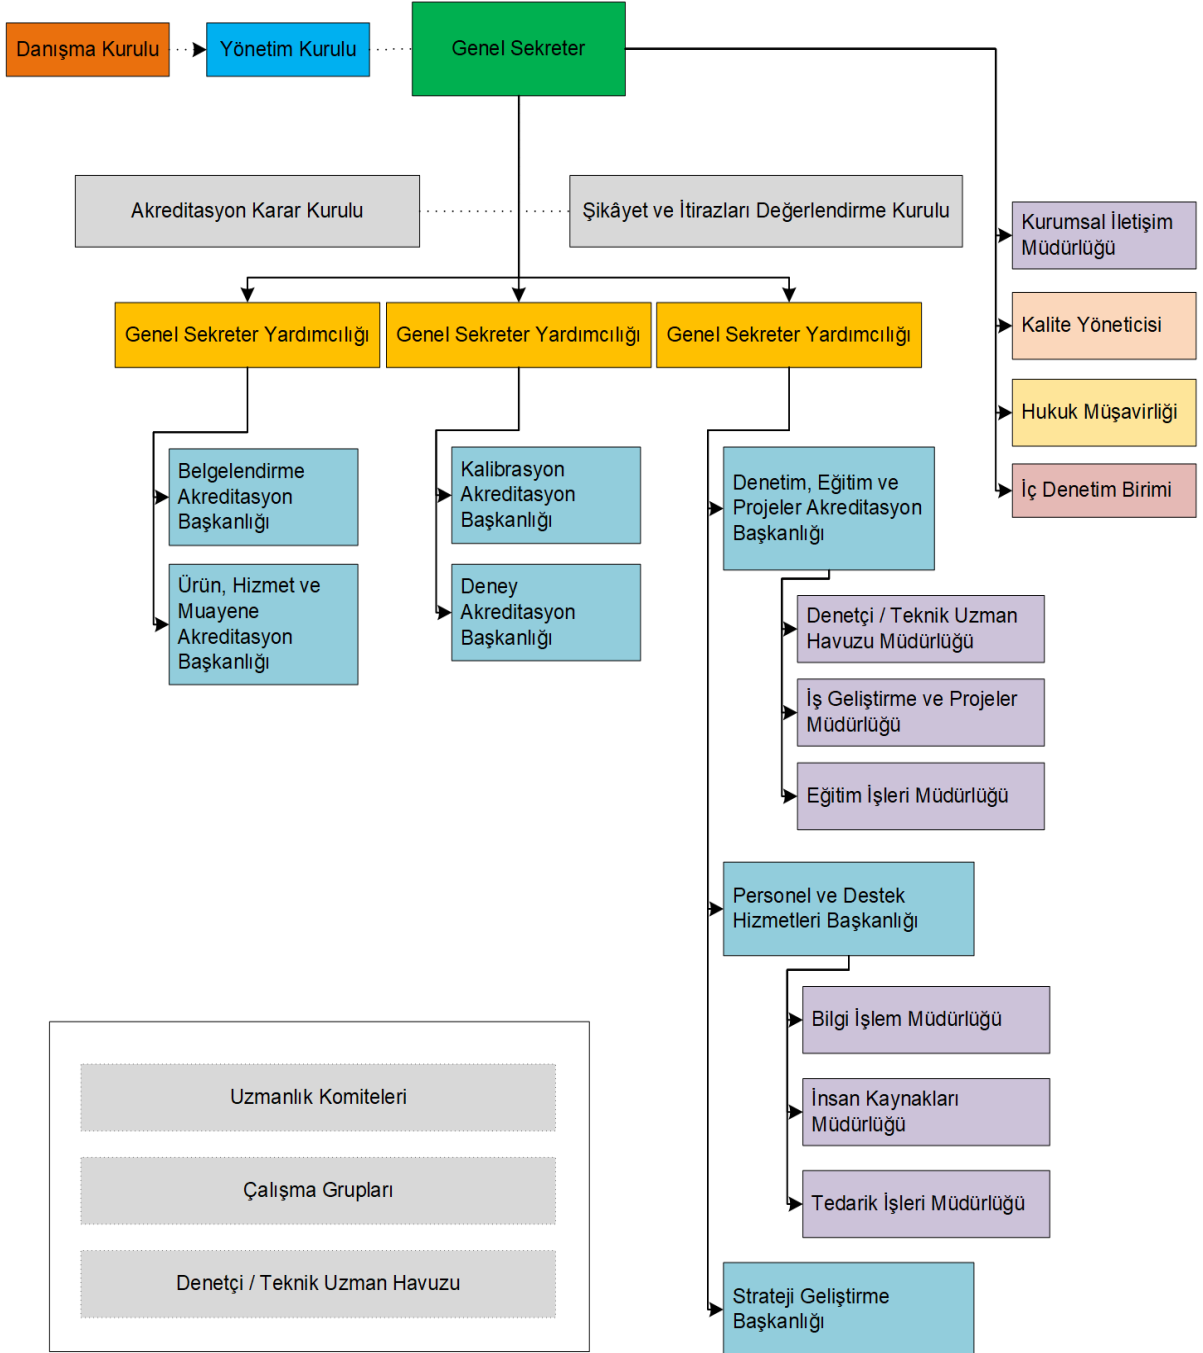 Danışma Kurulu
Yönetim Kurulu
Genel Sekreter
Akreditasyon Karar Kurulu
Şikâyet ve İtirazları Değerlendirme Kurulu
Kurumsal İletişim
Müdürlüğü
Kalite Yöneticisi
Hukuk Müşavirliği
İç Denetim Birimi
Genel Sekreter Yardımcılığı
Genel Sekreter Yardımcılığı
Genel Sekreter Yardımcılığı
Belgelendirme
Akreditasyon
Başkanlığı
Ürün, Hizmet ve
Muayene
Akreditasyon
Başkanlığı
Kalibrasyon
Akreditasyon
Başkanlığı
Deney
Akreditasyon
Başkanlığı
Denetim, Eğitim ve
Projeler Akreditasyon
Başkanlığı
Denetçi / Teknik Uzman
Havuzu Müdürlüğü
İş Geliştirme ve Projeler
Müdürlüğü
Eğitim İşleri Müdürlüğü
Personel ve Destek
Hizmetleri Başkanlığı
Bilgi İşlem Müdürlüğü
İnsan Kaynakları
Müdürlüğü
Tedarik İşleri Müdürlüğü
Strateji Geliştirme
Başkanlığı
Uzmanlık Komiteleri
Çalışma Grupları
Denetçi / Teknik Uzman Havuzu